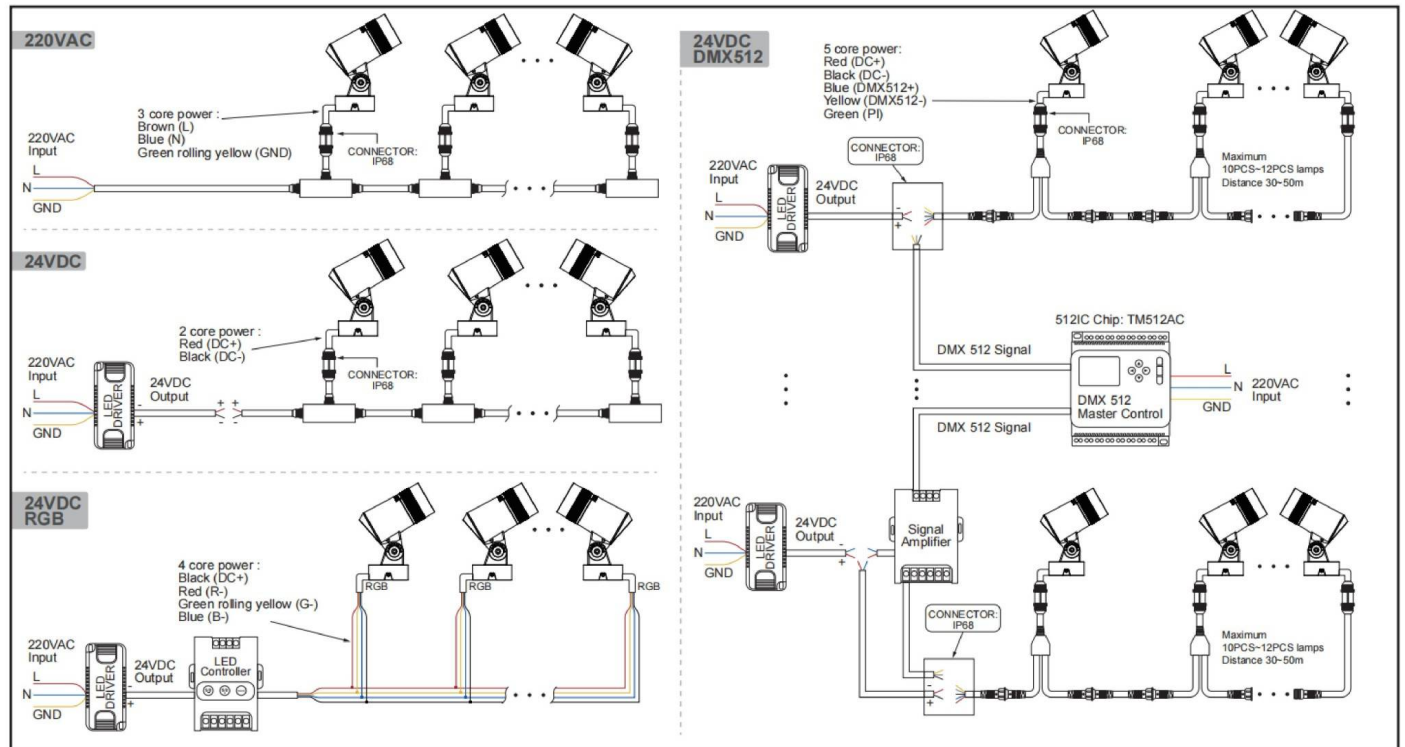 220VAC
3 core power :
Brown (L)
Blue (N)
Green rolling yellow (GND)
CONNECTOR:
IP68
220VAC
Input
L
N
GND
24VDC
2 core power :
Red (DC+)
Black (DC-)
CONNECTOR:
IP68
220VAC
Input
L
N
GND
LED
DRIVER
24VDC
Output
-
+
+ +
- -
24VDC
RGB
4 core power :
Black (DC+)
Red (R-)
Green rolling yellow (G-)
Blue (B-)
RGB
RGB
RGB
220VAC
Input
L
N
GND
LED
DRIVER
24VDC
Output
-
+
LED
Controller
24VDC
DMX512
5 core power:
Red (DC+)
Black (DC-)
Blue (DMX512+)
Yellow (DMX512-)
Green (PI)
CONNECTOR:
IP68
CONNECTOR:
IP68
220VAC
Input
L
N
GND
LED
DRIVER
24VDC
Output
-
+
Maximum
10PCS~12PCS lamps
Distance 30~50m
512IC Chip: TM512AC
DMX 512 Signal
DMX 512
Master Control
L
N
GND
220VAC
Input
DMX 512 Signal
220VAC
Input
L
N
GND
LED
DRIVER
24VDC
Output
-
+
Signal
Amplifier
CONNECTOR:
IP68
-
+
Maximum
10PCS~12PCS lamps
Distance 30~50m